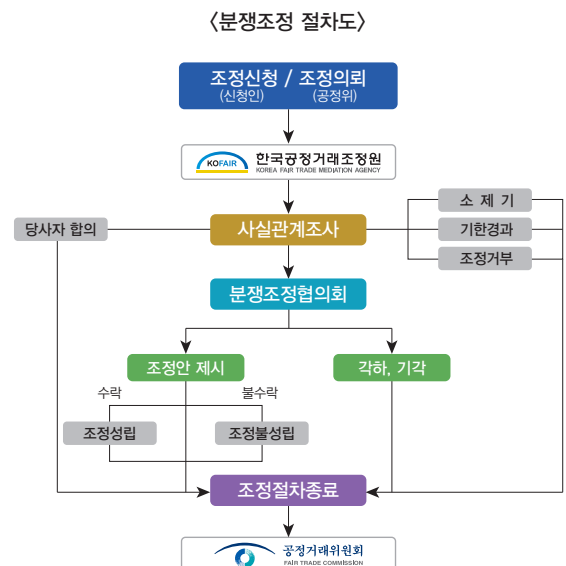 〈분쟁조정 절차도〉
조정신청 / 조정의뢰
(신청인) (공정위)
KOFAIR 한국공정거래조정원
KOREA FAIR TRADE MEDIATION AGENCY
소 제 기
당사자 합의 사실관계조사 기한경과
조정거부
분쟁조정협의회
조정안 제시 각하, 기각
수락 불수락
조정성립 조정불성립
조정절차종료
공정거래위원회
FAIR TRADE COMMISSION